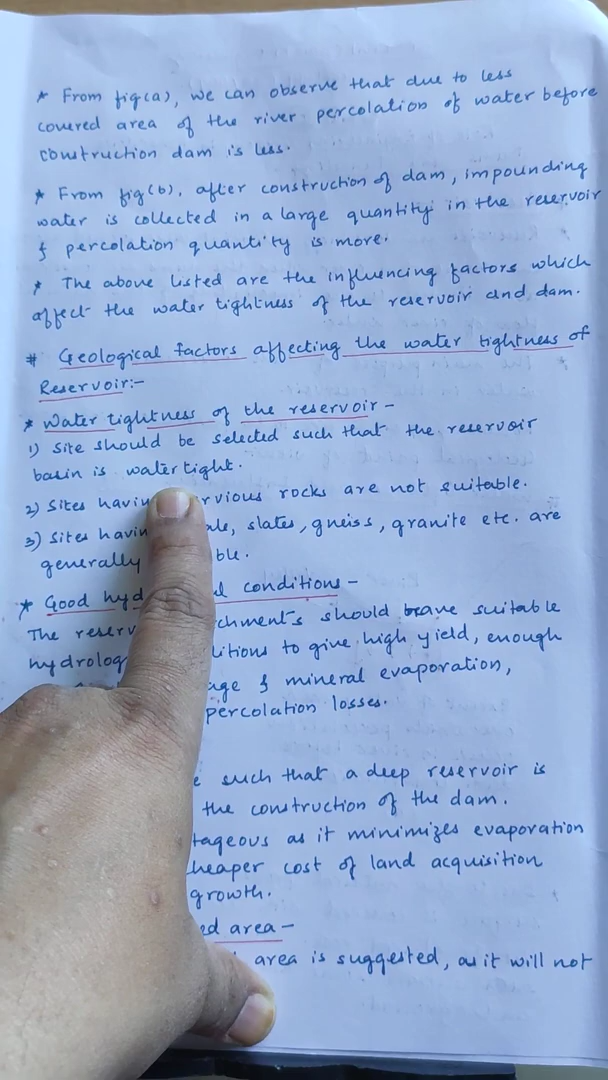 * From fig(a), we can observe that due to less
covered area of the river percolation of water before
construction dam is less.
* From fig(b), after construction of dam, impounding
water is collected in a large quantity in the reservoir
& percolation quantity is more.
* The above listed are the influencing factors which
affect the water tightness of the reservoir and dam.
# Geological factors affecting the water tightness of
Reservoir:-
* Water tightness of the reservoir -
1) Site should be selected such that the reservoir
basin is water tight.
2) Sites havin rvious rocks are not suitable.
3) Sites havin ale, slates, gneiss, granite etc. are
generally ble.
* Good hyd al conditions -
The reserv chments should have suitable
hydrolog itions to give high yield, enough
age & mineral evaporation,
percolation losses.
e such that a deep reservoir is
the construction of the dam.
tageous as it minimizes evaporation
heaper cost of land acquisition
growth.
ed area -
area is suggested, as it will not